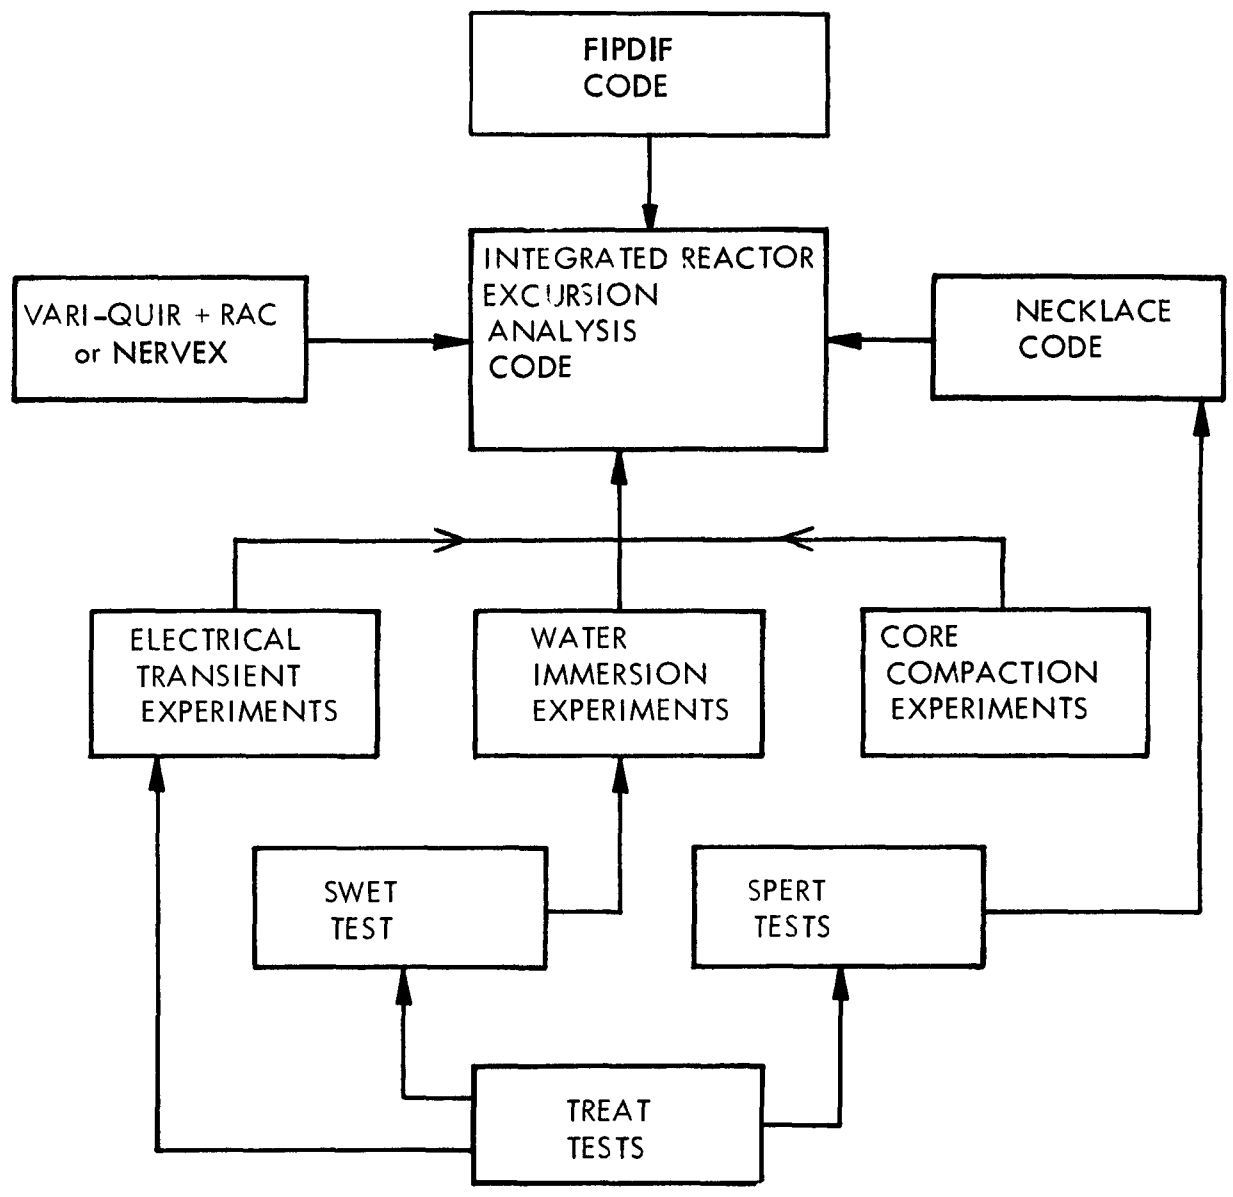 FIPDIF
CODE
INTEGRATED REACTOR
EXCURSION
ANALYSIS
CODE
VARI-QUIR + RAC
or NERVEX
NECKLACE
CODE
ELECTRICAL
TRANSIENT
EXPERIMENTS
WATER
IMMERSION
EXPERIMENTS
CORE
COMPACTION
EXPERIMENTS
SWET
TEST
SPERT
TESTS
TREAT
TESTS